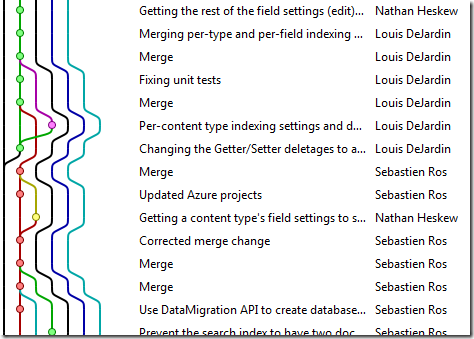 Getting the rest of the field settings (edit)... Nathan Heskew
Merging per-type and per-field indexing ... Louis DeJardin
Merge Louis DeJardin
Fixing unit tests Louis DeJardin
Merge Louis DeJardin
Per-content type indexing settings and d... Louis DeJardin
Changing the Getter/Setter deletages to a... Louis DeJardin
Merge Sebastien Ros
Updated Azure projects Sebastien Ros
Getting a content type's field settings to s... Nathan Heskew
Corrected merge change Sebastien Ros
Merge Sebastien Ros
Merge Sebastien Ros
Use DataMigration API to create database... Sebastien Ros
Prevent the search index to have two doc... Sebastien Ros